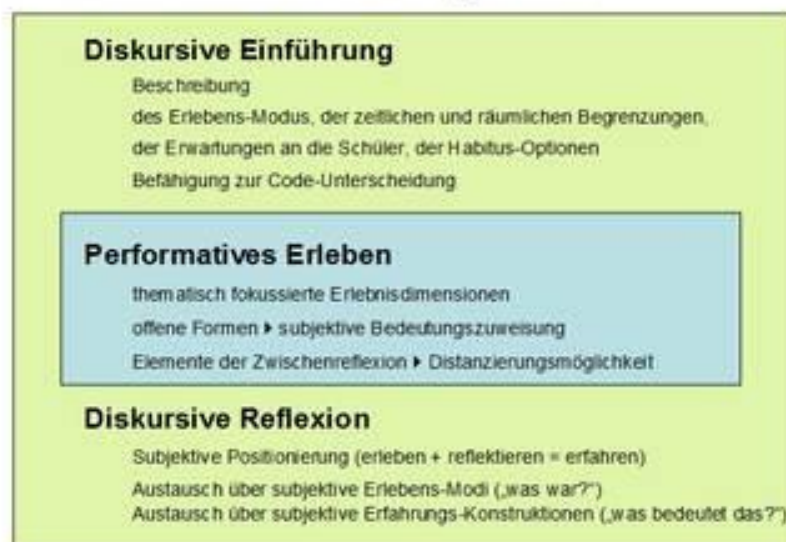 Diskursive Einführung
Beschreibung
des Erlebens-Modus, der zeitlichen und räumlichen Begrenzungen,
der Erwartungen an die Schüler, der Habitus-Optionen
Befähigung zur Code-Unterscheidung
Performatives Erleben
thematisch fokussierte Erlebnisdimensionen
offene Formen ▸ subjektive Bedeutungszuweisung
Elemente der Zwischenreflexion ▸ Distanzierungsmöglichkeit
Diskursive Reflexion
Subjektive Positionierung (erleben + reflektieren = erfahren)
Austausch über subjektive Erlebens-Modi („was war?“)
Austausch über subjektive Erfahrungs-Konstruktionen („was bedeutet das?“)